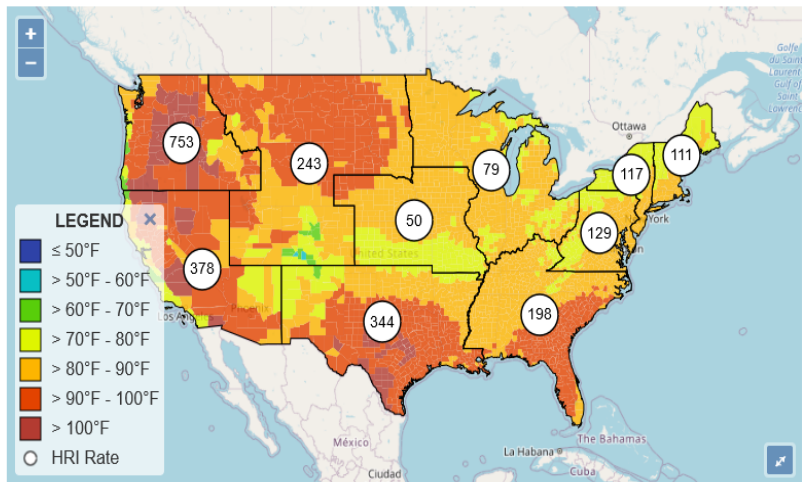 +
−
Golfe
du Saint-
Laurent
Gulf of
Saint
Lawrence
Ottawa
753
243
79
117
111
50
129
378
344
198
York
United States
Phoenix
Los Angeles
LEGEND ×
≤ 50°F
> 50°F - 60°F
> 60°F - 70°F
> 70°F - 80°F
> 80°F - 90°F
> 90°F - 100°F
> 100°F
HRI Rate
México
Ciudad
The Bahamas
La Habana
Cuba